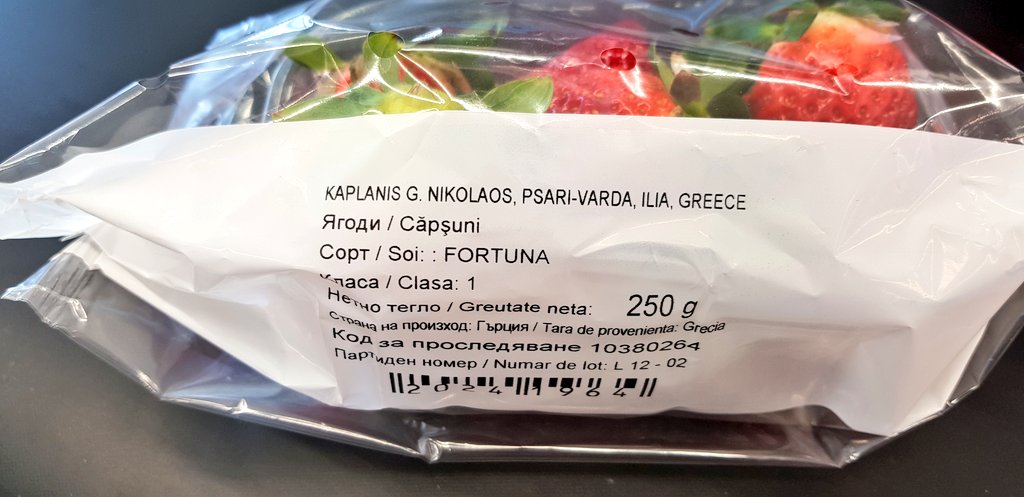 KAPLANIS G. NIKOLAOS, PSARI-VARDA, ILIA, GREECE
Ягоди / Căpşuni
Сорт / Soi: : FORTUNA
Класа / Clasa: 1
Нетно тегло / Greutate neta: 250 g
Страна на произход: Гърция / Tara de provenienta: Grecia
Код за проследяване 10380264
Партиден номер / Numar de lot: L 12 - 02
20241964